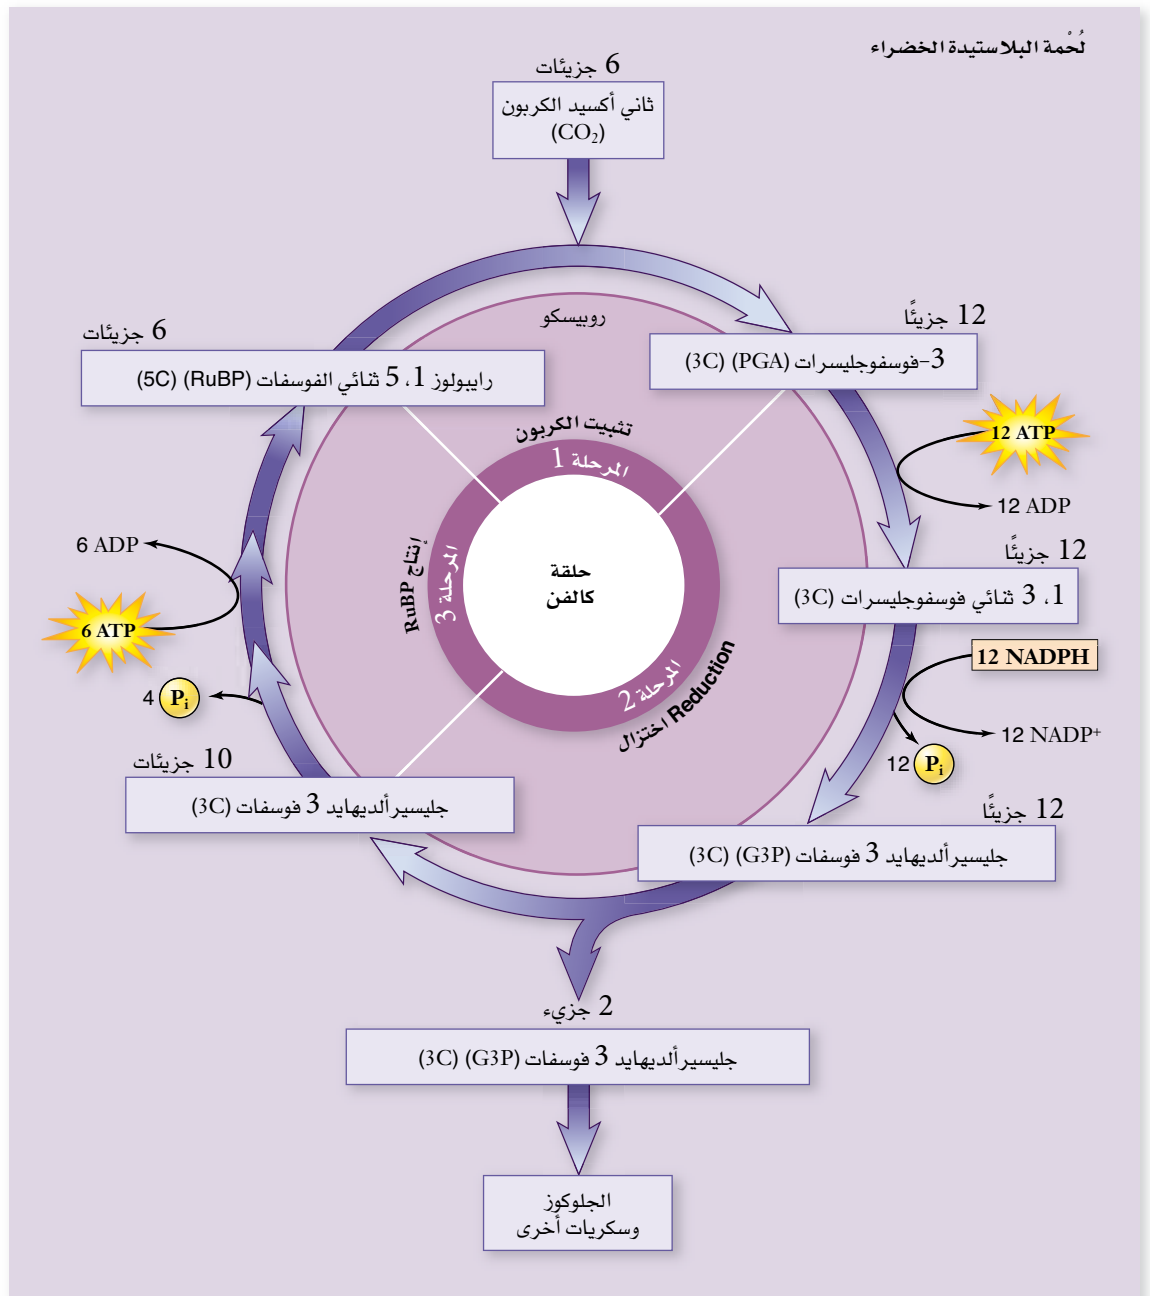 لُحْمة البلاستيدة الخضراء
6 جزيئات
ثاني أكسيد الكربون
(CO₂)
روبيسكو
12 جزيئًا
3-فوسفوجليسرات (PGA) (3C)
6 جزيئات
رايبولوز 1، 5 ثنائي الفوسفات (RuBP) (5C)
12 ATP
12 ADP
تثبيت الكربون
المرحلة 1
12 جزيئًا
1، 3 ثنائي فوسفوجليسرات (3C)
6 ADP
6 ATP
إنتاج RuBP
المرحلة 3
حلقة
كالفن
12 NADPH
12 NADP⁺
12 Pᵢ
المرحلة 2
اختزال Reduction
4 Pᵢ
10 جزيئات
جليسيرألديهايد 3 فوسفات (3C)
12 جزيئًا
جليسيرألديهايد 3 فوسفات (G3P) (3C)
2 جزيء
جليسيرألديهايد 3 فوسفات (G3P) (3C)
الجلوكوز
وسكريات أخرى